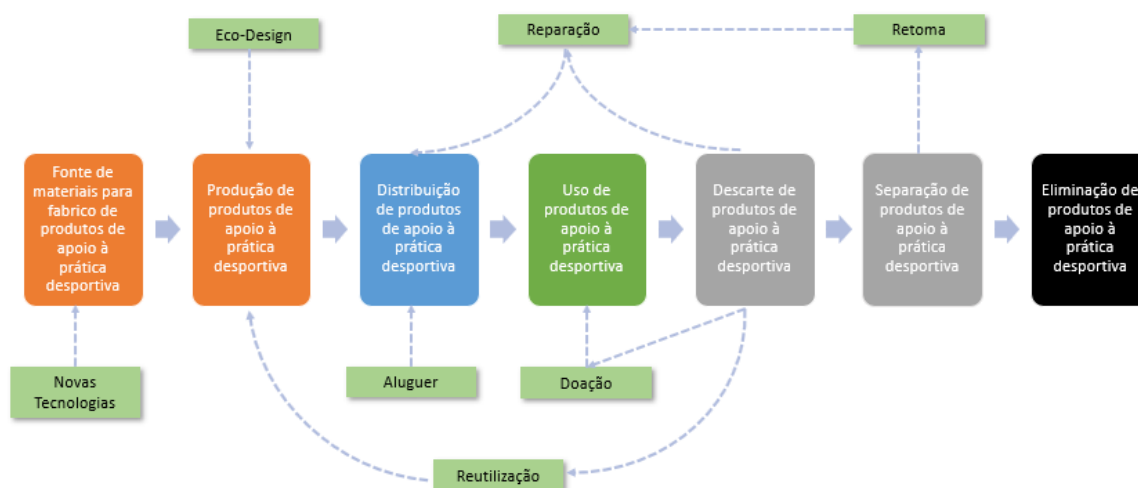 Eco-Design
Reparação
Retoma
Fonte de
materiais para
fabrico de
produtos de
apoio à
prática
desportiva
Produção de
produtos de
apoio à
prática
desportiva
Distribuição
de produtos
de apoio à
prática
desportiva
Uso de
produtos de
apoio à
prática
desportiva
Descarte de
produtos de
apoio à
prática
desportiva
Separação de
produtos de
apoio à
prática
desportiva
Eliminação de
produtos de
apoio à
prática
desportiva
Novas
Tecnologias
Aluguer
Doação
Reutilização